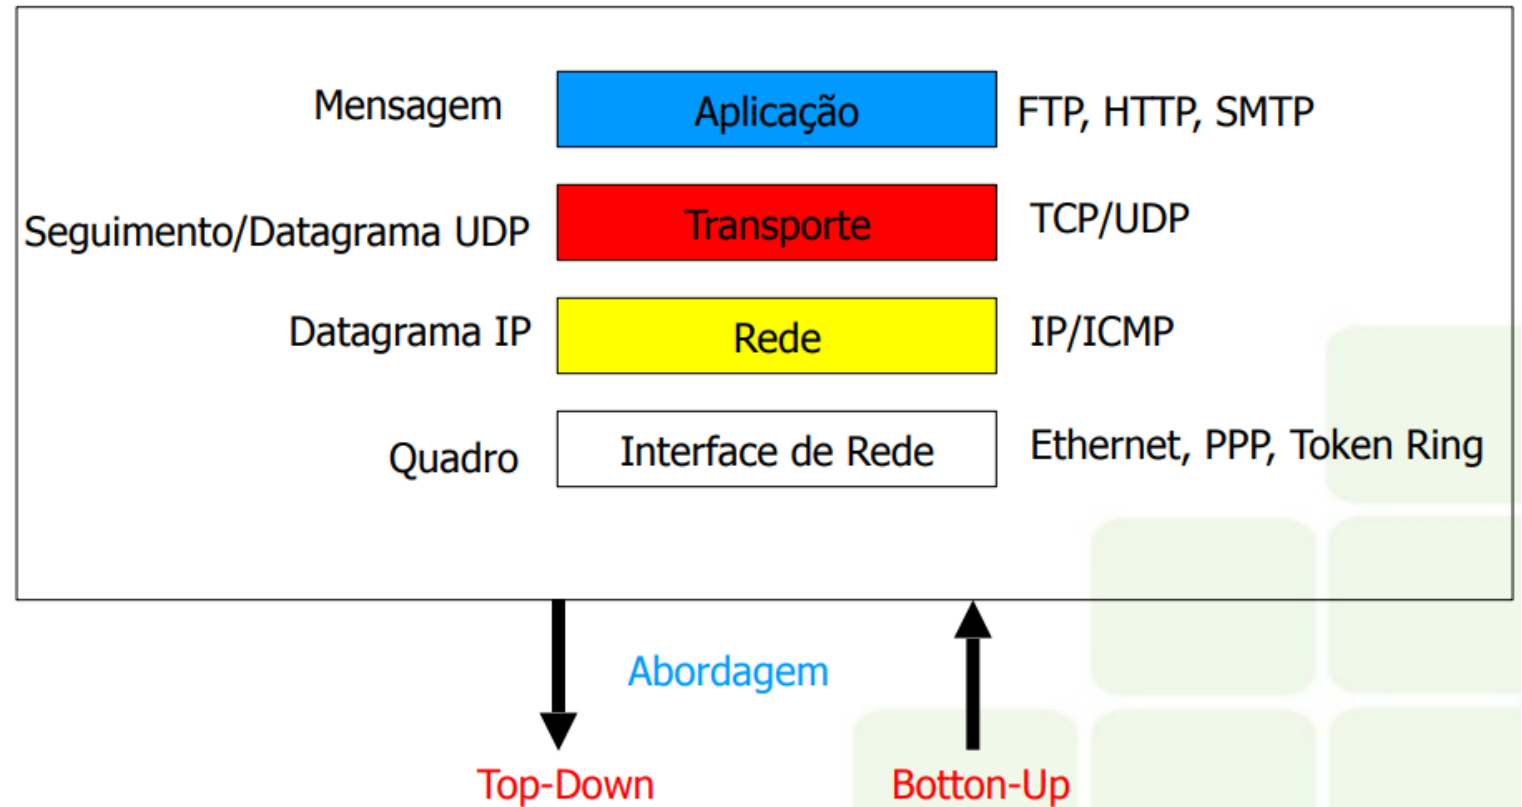 Mensagem Aplicação FTP, HTTP, SMTP
Seguimento/Datagrama UDP Transporte TCP/UDP
Datagrama IP Rede IP/ICMP
Quadro Interface de Rede Ethernet, PPP, Token Ring
Abordagem
Top-Down Botton-Up